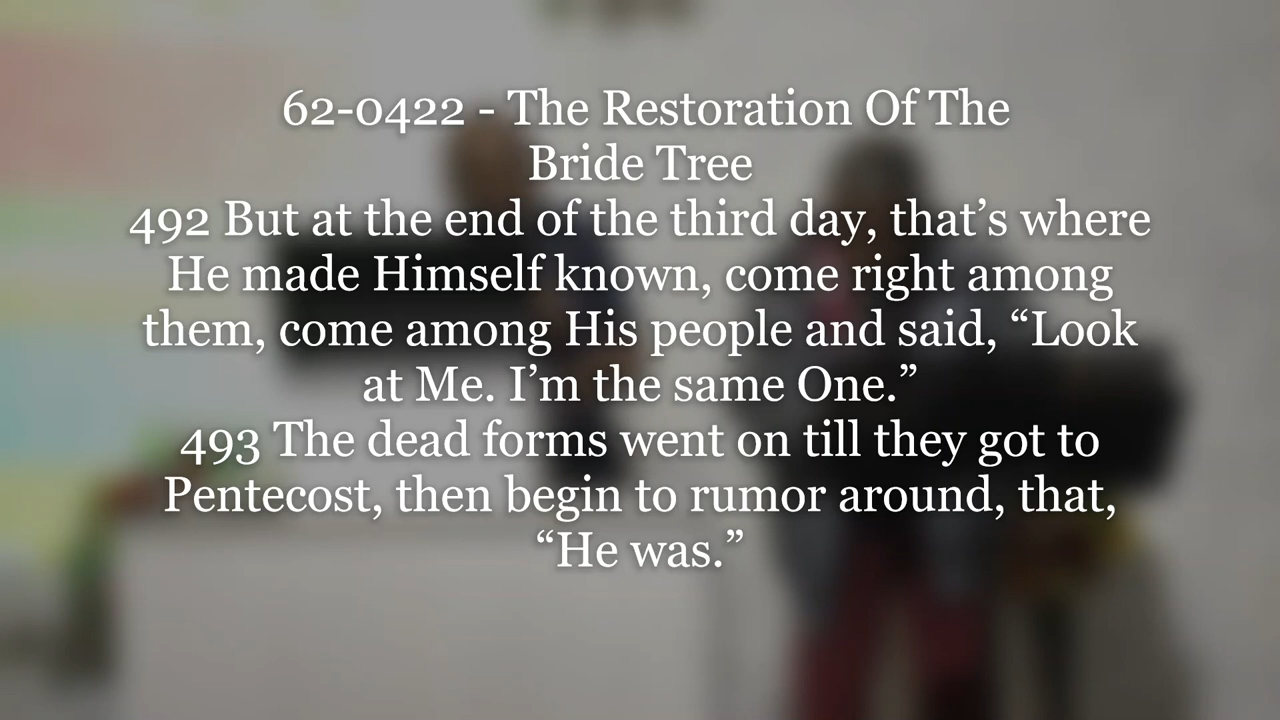 62-0422 - The Restoration Of The
Bride Tree
492 But at the end of the third day, that’s where
He made Himself known, come right among
them, come among His people and said, “Look
at Me. I’m the same One.”
493 The dead forms went on till they got to
Pentecost, then begin to rumor around, that,
“He was.”